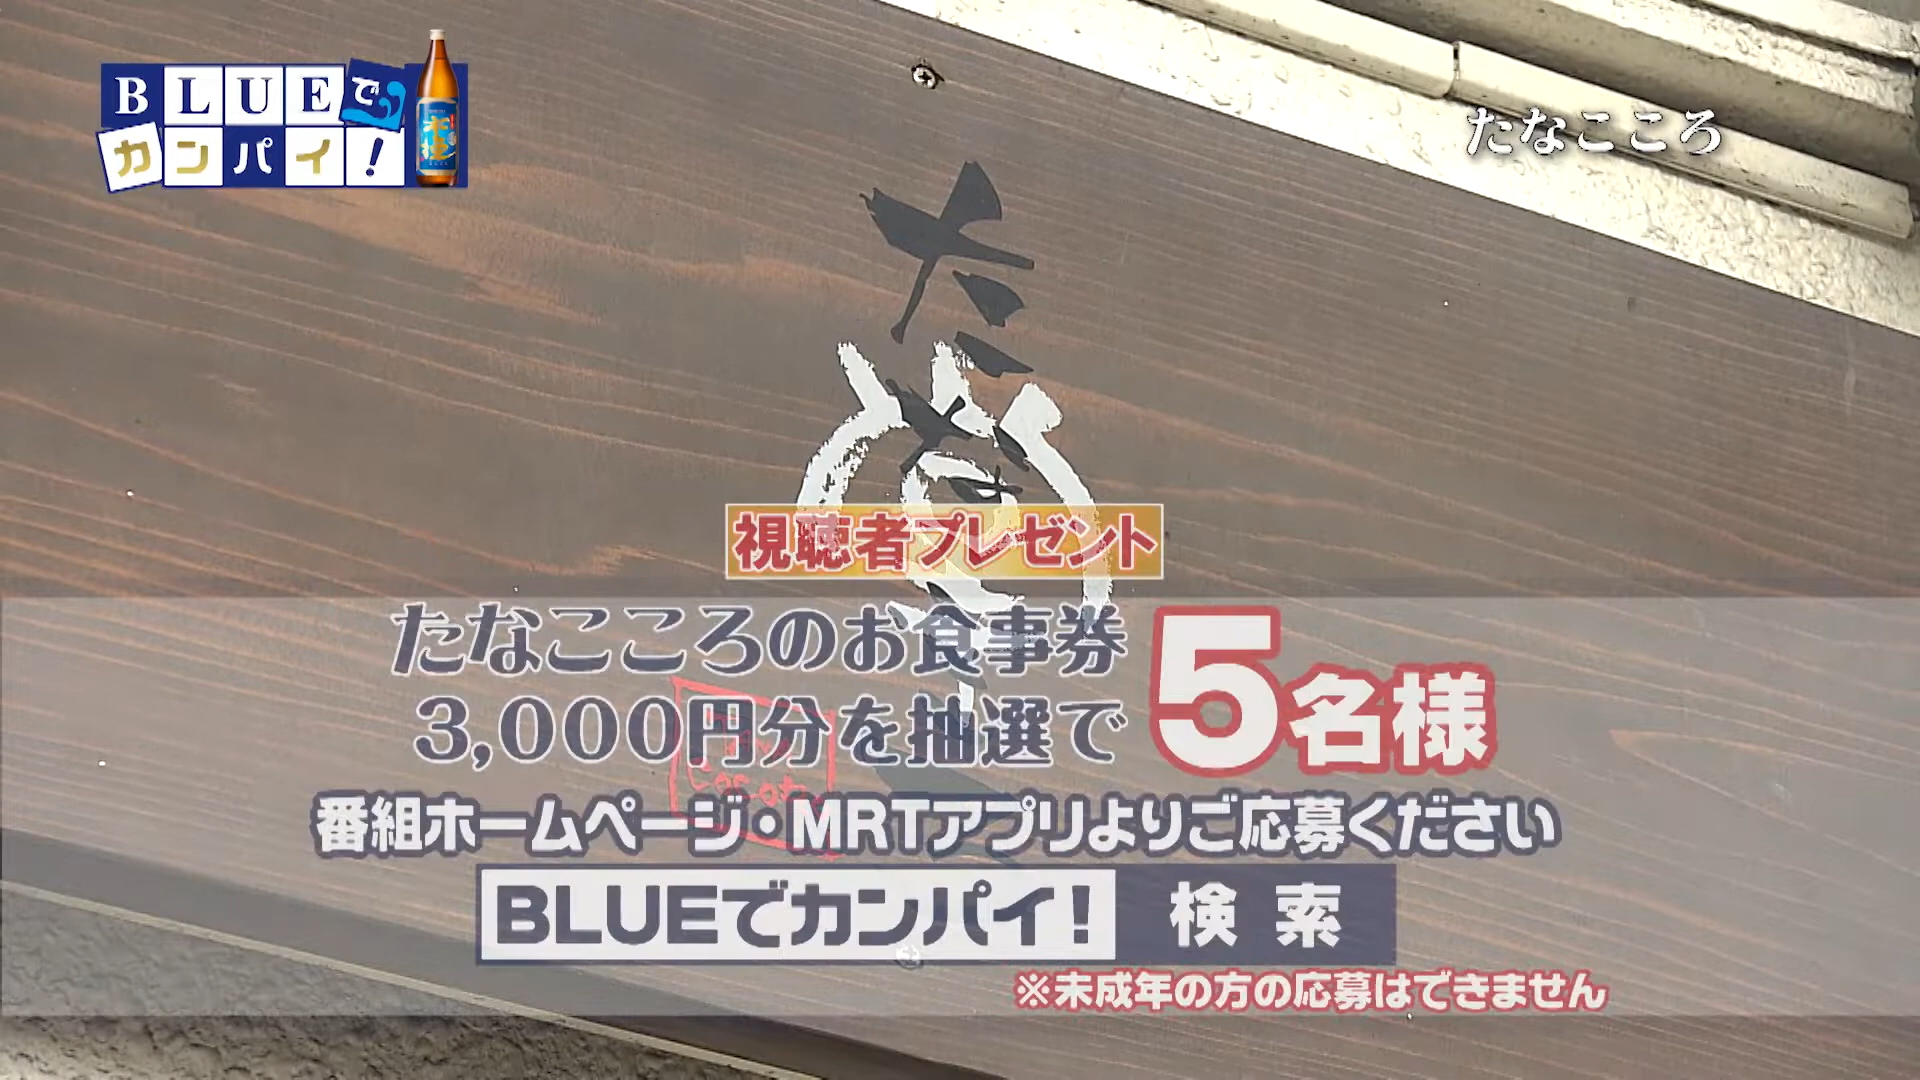 BLUEで
カンパイ!
木挽
たなこころ
視聴者プレゼント
たなこころのお食事券
3,000円分を抽選で
5名様
番組ホームページ・MRTアプリよりご応募ください
BLUEでカンパイ! 検索
※未成年の方の応募はできません